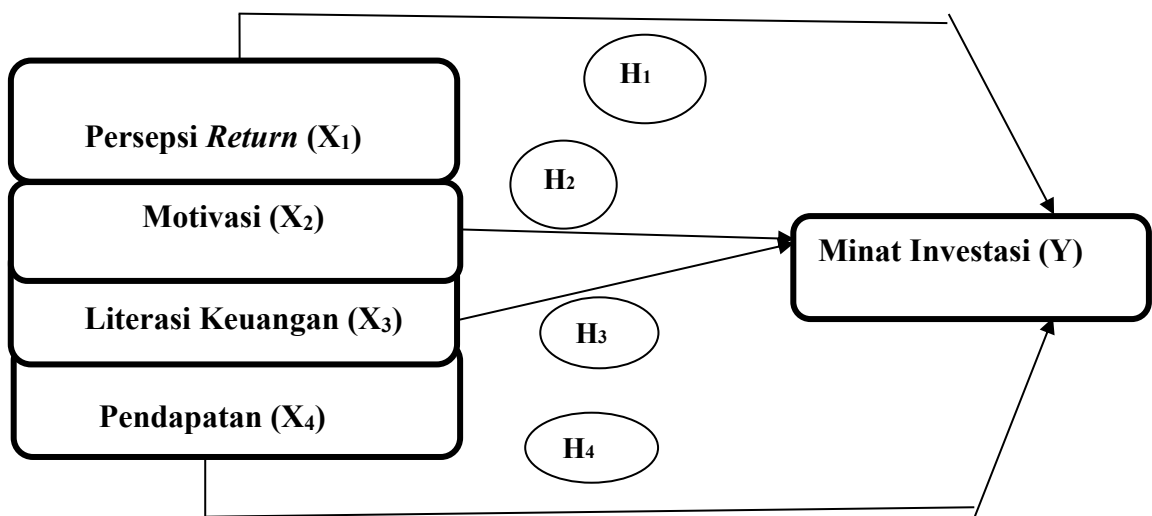 H1
Persepsi Return (X1)
H2
Motivasi (X2)
Minat Investasi (Y)
Literasi Keuangan (X3)
H3
Pendapatan (X4)
H4